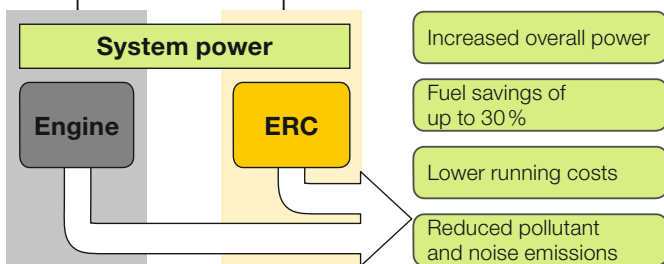 System power
Engine
ERC
Increased overall power
Fuel savings of
up to 30 %
Lower running costs
Reduced pollutant
and noise emissions